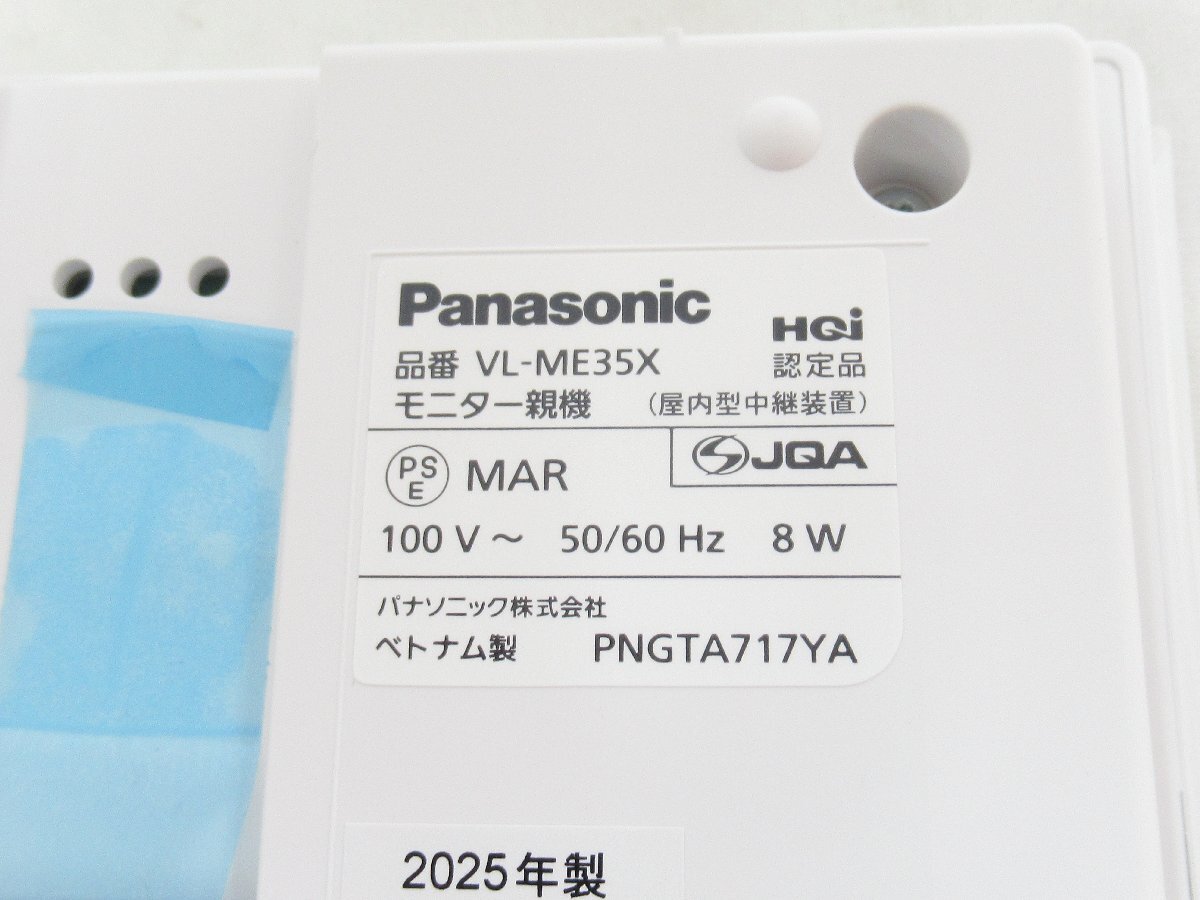 Panasonic
HQi
品番 VL-ME35X
認定品
モニター親機 (屋内型中継装置)
PSE MAR
JQA
100 V ～ 50/60 Hz 8 W
パナソニック株式会社
ベトナム製 PNGTA717YA
2025年製